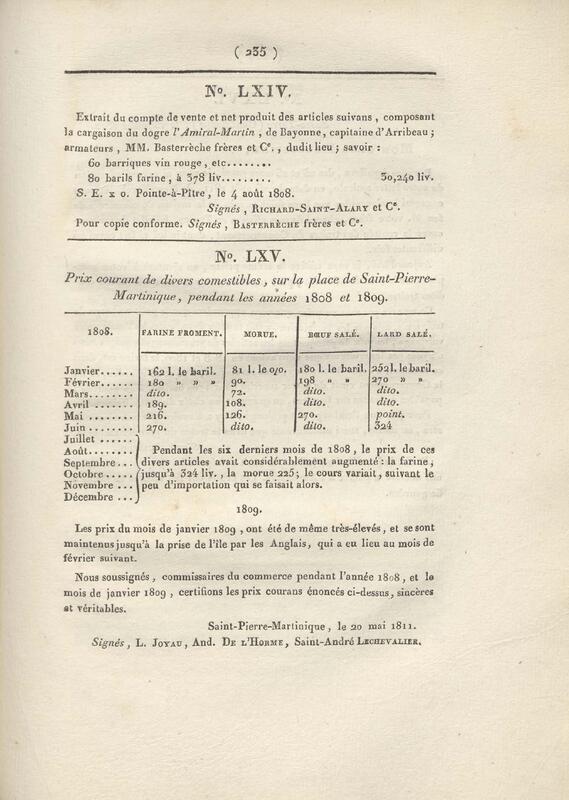 ( 235 )
N°. LXIV.
Extrait du compte de vente et net produit des articles suivans, composant
la cargaison du dogre l'Amiral-Martin, de Bayonne, capitaine d'Arribeau;
armateurs, MM. Basterrèche frères et Cᵉ., dudit lieu; savoir :
60 barriques vin rouge, etc........
80 barils farine, à 378 liv......... 30,240 liv.
S. E. x o. Pointe-à-Pître, le 4 août 1808.
Signés, RICHARD-SAINT-ALARY et Cᵉ.
Pour copie conforme. Signés, BASTERRÈCHE frères et Cᵉ.
N°. LXV.
Prix courant de divers comestibles, sur la place de Saint-Pierre-
Martinique, pendant les années 1808 et 1809.
1808. FARINE FROMENT. MORUE. BŒUF SALÉ. LARD SALÉ.
Janvier...... 162 l. le baril. 81 l. le 0/0. 180 l. baril. 252 l. le baril.
Février...... 180 » » » 90. 198 » » 270 » »
Mars........ dito. 72. dito. dito.
Avril ....... 189. 108. dito. dito.
Mai ........ 216. 126. 270. point.
Juin ........ 270. dito. dito. 324
Juillet ......
Août....... Pendant les six derniers mois de 1808, le prix de ces
Septembre... divers articles avait considérablement augmenté : la farine,
Octobre ..... jusqu'à 324 liv., la morue 225; le cours variait, suivant le
Novembre ... peu d'importation qui se faisait alors.
Décembre ...
1809.
Les prix du mois de janvier 1809, ont été de même très-élevés, et se sont
maintenus jusqu'à la prise de l'île par les Anglais, qui a eu lieu au mois de
février suivant.
Nous soussignés, commissaires du commerce pendant l'année 1808, et le
mois de janvier 1809, certifions les prix courans énoncés ci-dessus, sincères
et véritables.
Saint-Pierre-Martinique, le 20 mai 1811.
Signés, L. JOYAU, And. DE L'HORME, Saint-André LECHEVALIER.